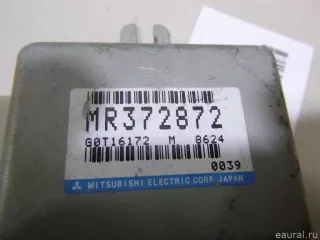 MR372872
G0T16172 M 8624
0039
MITSUBISHI ELECTRIC CORP. JAPAN
© eaural.ru